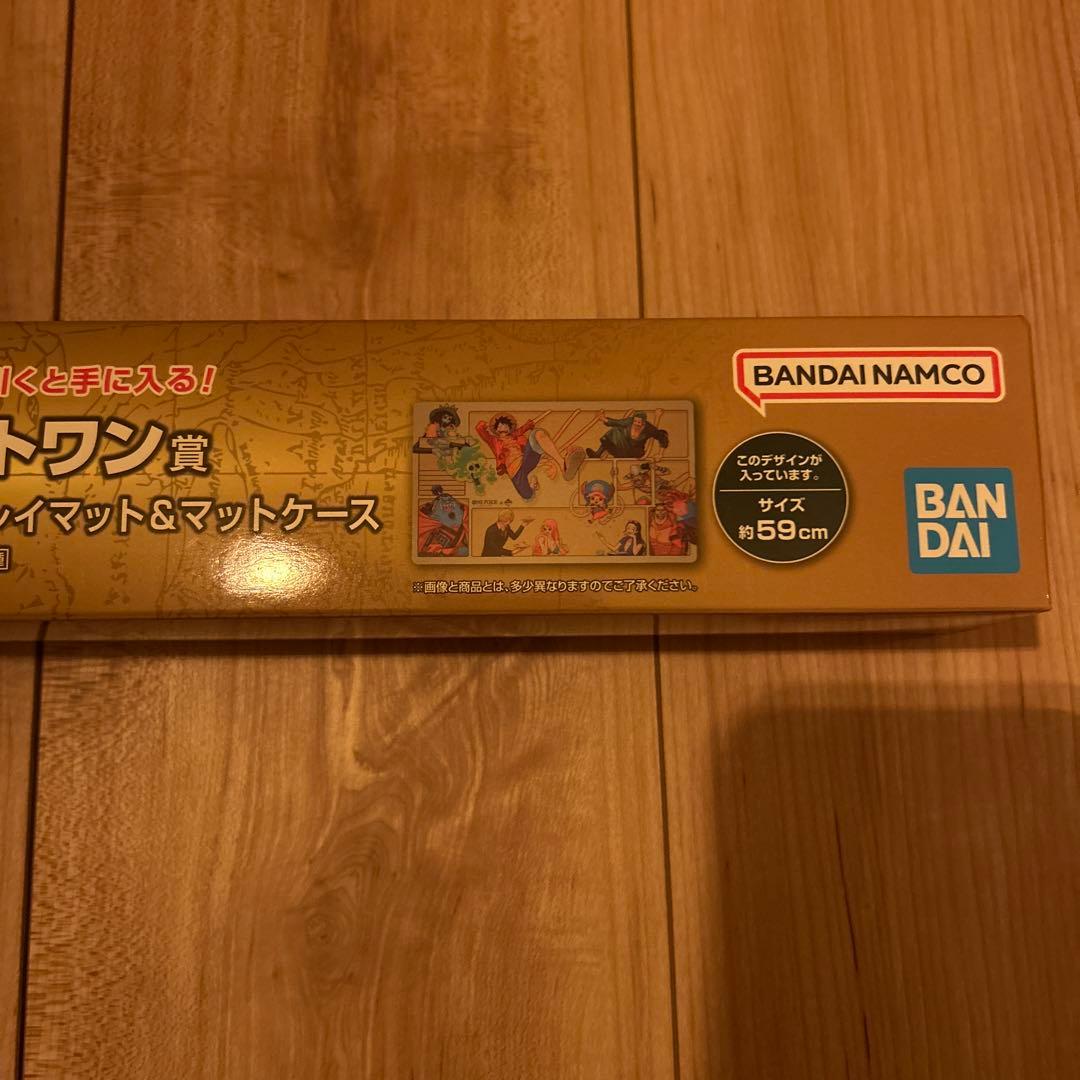 引くと手に入る!
トワン賞
レイマット&マットケース
BANDAI NAMCO
このデザインが
入っています。
サイズ
約59cm
BAN
DAI
ONE PIECE
※画像と商品とは、多少異なりますのでご了承ください。